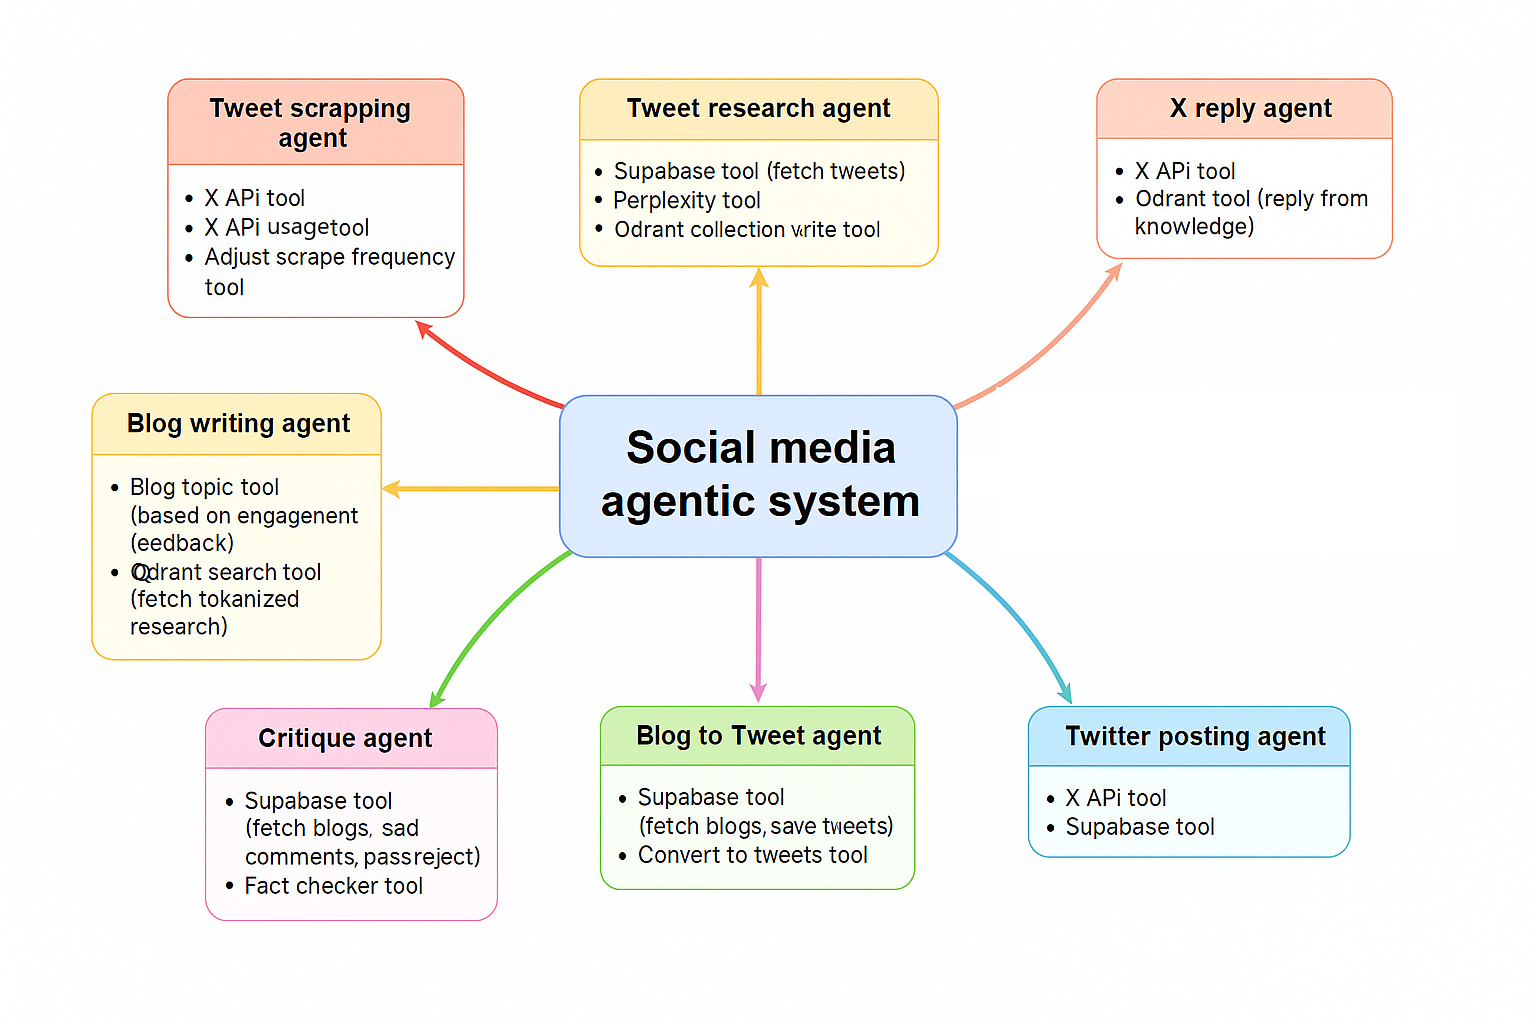 Tweet scrapping
agent
• X APi tool
• X APi usagetool
• Adjust scrape frequency
tool
Tweet research agent
• Supabase tool (fetch tweets)
• Perplexity tool
• Odrant collection write tool
X reply agent
• X APi tool
• Odrant tool (reply from
knowledge)
Blog writing agent
• Blog topic tool
(based on engagenent
(eedback)
• Qdrant search tool
(fetch tokanized
research)
Social media
agentic system
Critique agent
• Supabase tool
(fetch blogs, sad
comments, passreject)
• Fact checker tool
Blog to Tweet agent
• Supabase tool
(fetch blogs, save tweets)
• Convert to tweets tool
Twitter posting agent
• X APi tool
• Supabase tool